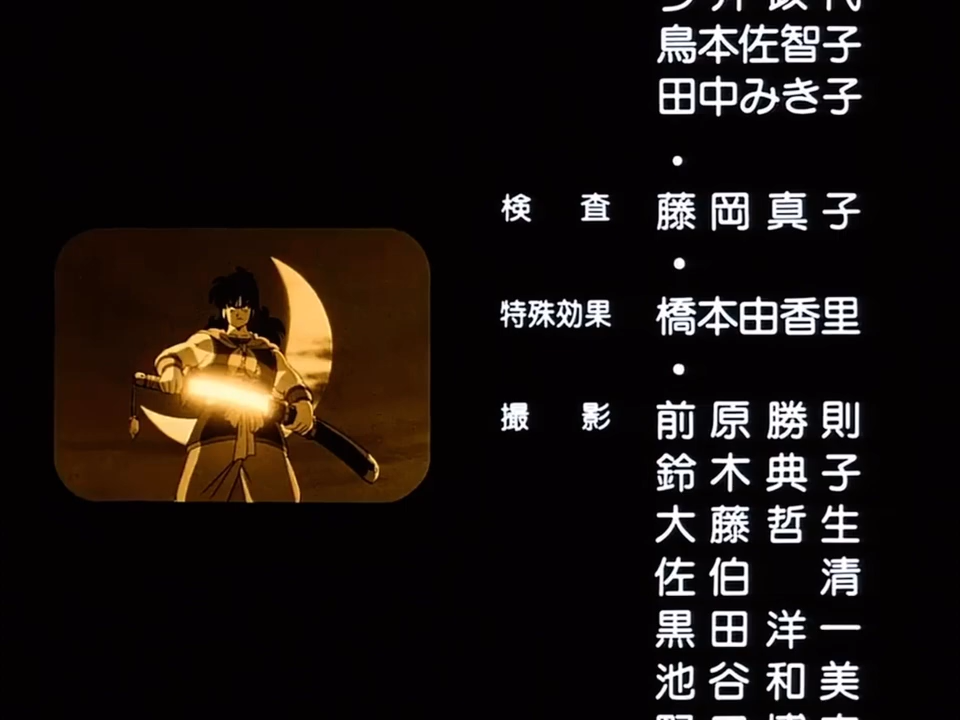 鳥本佐智子
田中みき子
・
検 査 藤岡真子
・
特殊効果 橋本由香里
・
撮 影 前原勝則
鈴木典子
大藤哲生
佐伯 清
黒田洋一
池谷和美